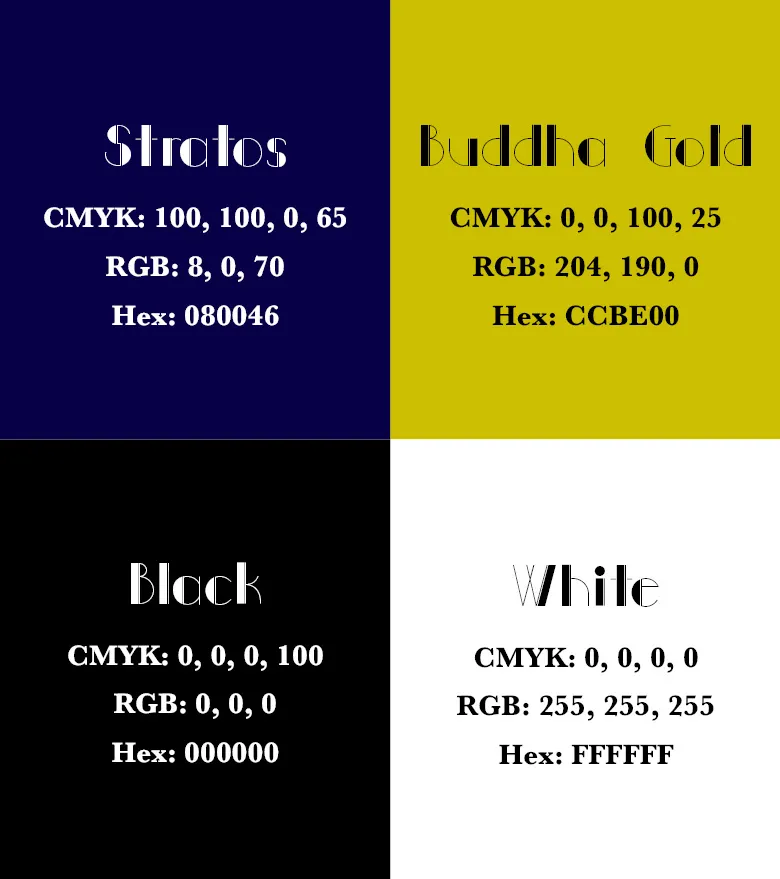 Stratos
CMYK: 100, 100, 0, 65
RGB: 8, 0, 70
Hex: 080046
Buddha Gold
CMYK: 0, 0, 100, 25
RGB: 204, 190, 0
Hex: CCBE00
Black
CMYK: 0, 0, 0, 100
RGB: 0, 0, 0
Hex: 000000
White
CMYK: 0, 0, 0, 0
RGB: 255, 255, 255
Hex: FFFFFF